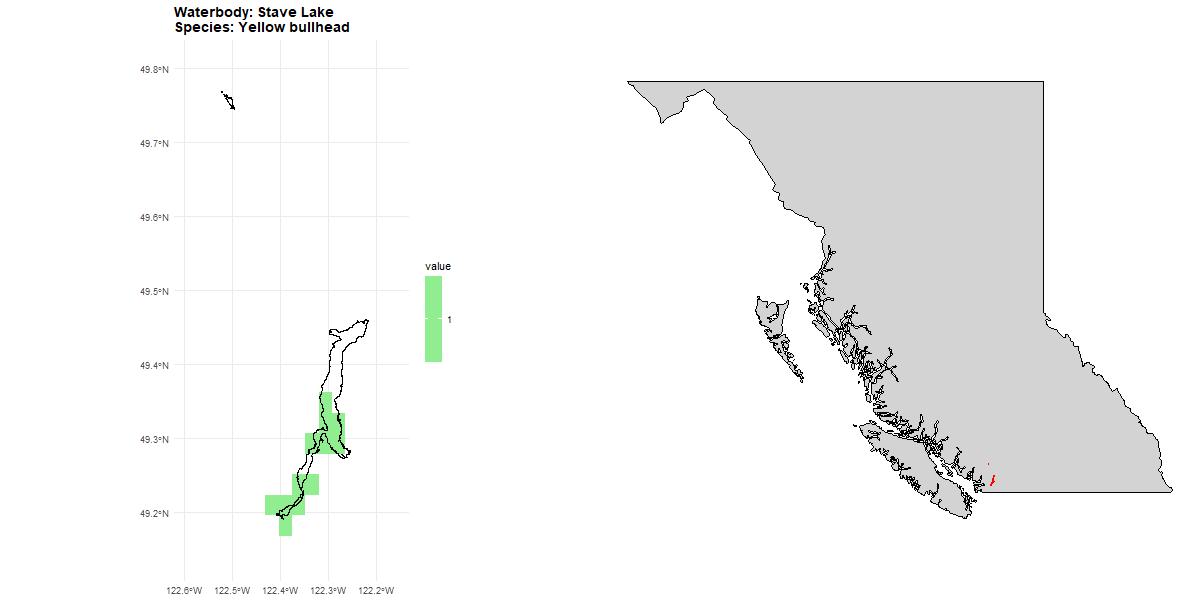 Waterbody: Stave Lake
Species: Yellow bullhead
49.8°N
49.7°N
49.6°N
49.5°N
49.4°N
49.3°N
49.2°N
122.6°W 122.5°W 122.4°W 122.3°W 122.2°W
value
1